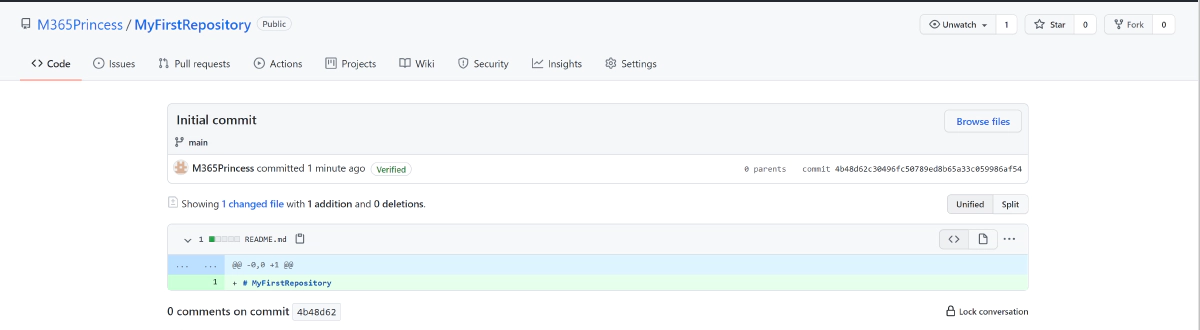 M365Princess / MyFirstRepository Public Unwatch 1 Star 0 Fork 0
Code Issues Pull requests Actions Projects Wiki Security Insights Settings
Initial commit Browse files
main
M365Princess committed 1 minute ago Verified 0 parents commit 4b48d62c30496fc50789ed8b65a33c059986af54
Showing 1 changed file with 1 addition and 0 deletions. Unified Split
1 README.md
... ... @@ -0,0 +1 @@
1 + # MyFirstRepository
0 comments on commit 4b48d62 Lock conversation